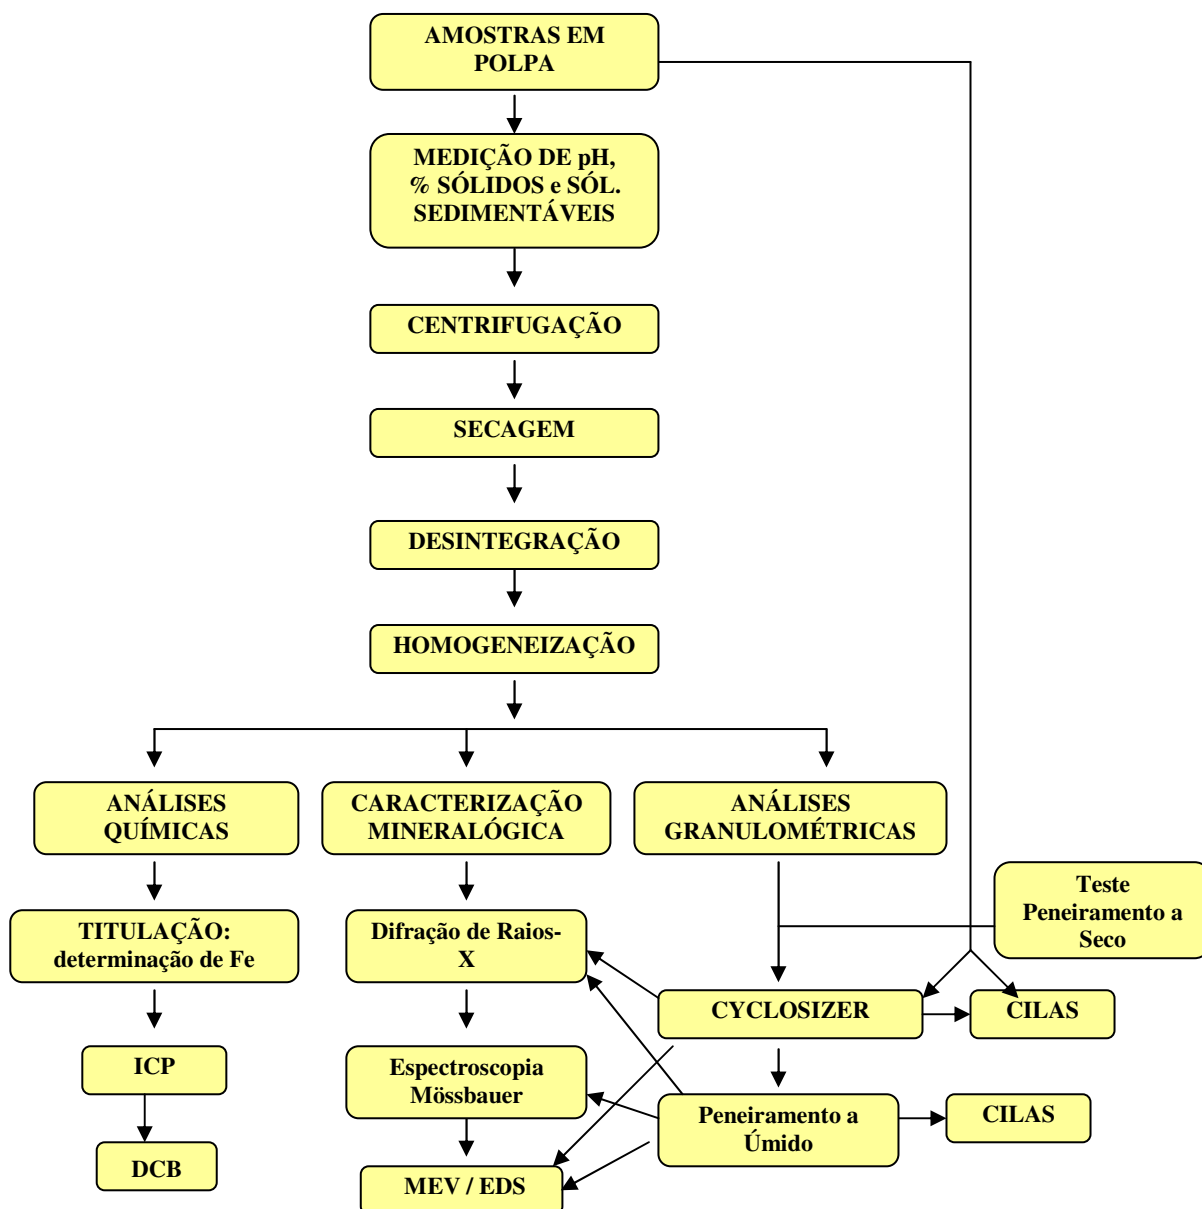 AMOSTRAS EM
POLPA
MEDIÇÃO DE pH,
% SÓLIDOS e SÓL.
SEDIMENTÁVEIS
CENTRIFUGAÇÃO
SECAGEM
DESINTEGRAÇÃO
HOMOGENEIZAÇÃO
ANÁLISES
QUÍMICAS
CARACTERIZAÇÃO
MINERALÓGICA
ANÁLISES
GRANULOMÉTRICAS
TITULAÇÃO:
determinação de Fe
Difração de Raios-
X
Teste
Peneiramento a
Seco
CYCLOSIZER
CILAS
ICP
Espectroscopia
Mössbauer
Peneiramento a
Úmido
CILAS
DCB
MEV / EDS